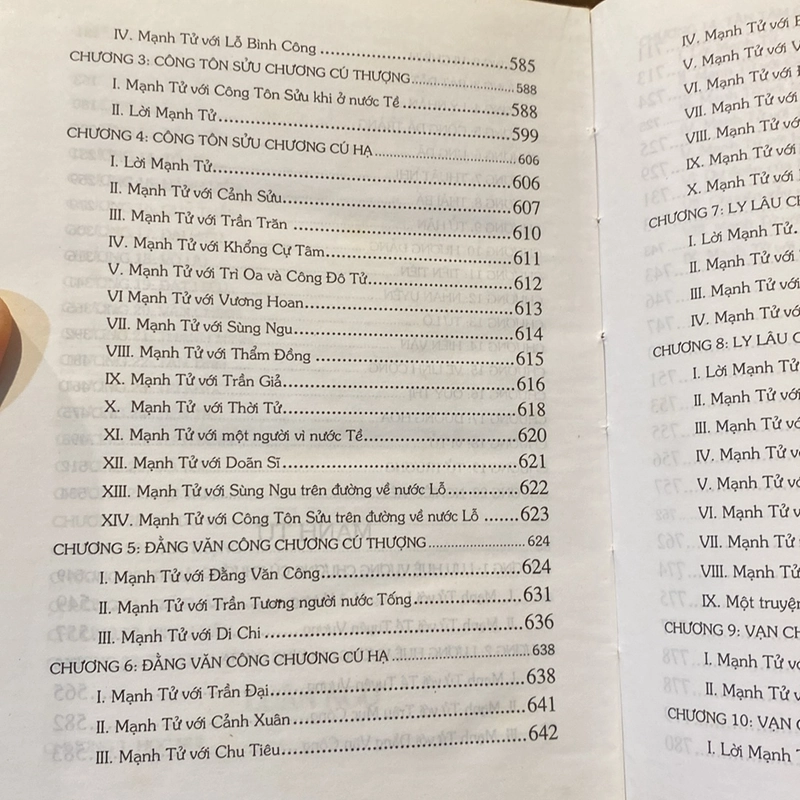 IV. Mạnh Tử với Lỗ Bình Công ........ 585
CHƯƠNG 3: CÔNG TÔN SỬU CHƯƠNG CÚ THƯỢNG ........ 588
I. Mạnh Tử với Công Tôn Sửu khi ở nước Tề ........ 588
II. Lời Mạnh Tử ........ 599
CHƯƠNG 4: CÔNG TÔN SỬU CHƯƠNG CÚ HẠ ........ 606
I. Lời Mạnh Tử ........ 606
II. Mạnh Tử với Cảnh Sửu ........ 607
III. Mạnh Tử với Trần Trăn ........ 610
IV. Mạnh Tử với Khổng Cự Tâm ........ 611
V. Mạnh Tử với Trì Oa và Công Đô Tử ........ 612
VI Mạnh Tử với Vương Hoan ........ 613
VII. Mạnh Tử với Sùng Ngu ........ 614
VIII. Mạnh Tử với Thẩm Đồng ........ 615
IX. Mạnh Tử với Trần Giả ........ 616
X. Mạnh Tử với Thời Tử ........ 618
XI. Mạnh Tử với một người vì nước Tề ........ 620
XII. Mạnh Tử với Doãn Sĩ ........ 621
XIII. Mạnh Tử với Sùng Ngu trên đường về nước Lỗ ........ 622
XIV. Mạnh Tử với Công Tôn Sửu trên đường về nước Lỗ ........ 623
CHƯƠNG 5: ĐẰNG VĂN CÔNG CHƯƠNG CÚ THƯỢNG ........ 624
I. Mạnh Tử với Đằng Văn Công ........ 624
II. Mạnh Tử với Trần Tương người nước Tống ........ 631
III. Mạnh Tử với Di Chi ........ 636
CHƯƠNG 6: ĐẰNG VĂN CÔNG CHƯƠNG CÚ HẠ ........ 638
I. Mạnh Tử với Trần Đại ........ 638
II. Mạnh Tử với Cảnh Xuân ........ 641
III. Mạnh Tử với Chu Tiêu ........ 642
IV. Mạnh Tử với
V. Mạnh Tử với
VI. Mạnh Tử với
VII. Mạnh Tử với
VIII. Mạnh Tử với
IX. Mạnh Tử với
X. Mạnh Tử với
CHƯƠNG 7: LY LÂU
I. Lời Mạnh Tử
II. Mạnh Tử với
III. Mạnh Tử với
IV. Mạnh Tử với
CHƯƠNG 8: LY LÂU
I. Lời Mạnh Tử
II. Mạnh Tử với
III. Mạnh Tử với
IV. Mạnh Tử
V. Mạnh Tử
VI. Mạnh Tử
VII. Mạnh Tử
VIII. Mạnh Tử
IX. Một truyện
CHƯƠNG 9: VẠN
I. Mạnh Tử
II. Mạnh Tử
CHƯƠNG 10: VẠN
I. Lời Mạnh